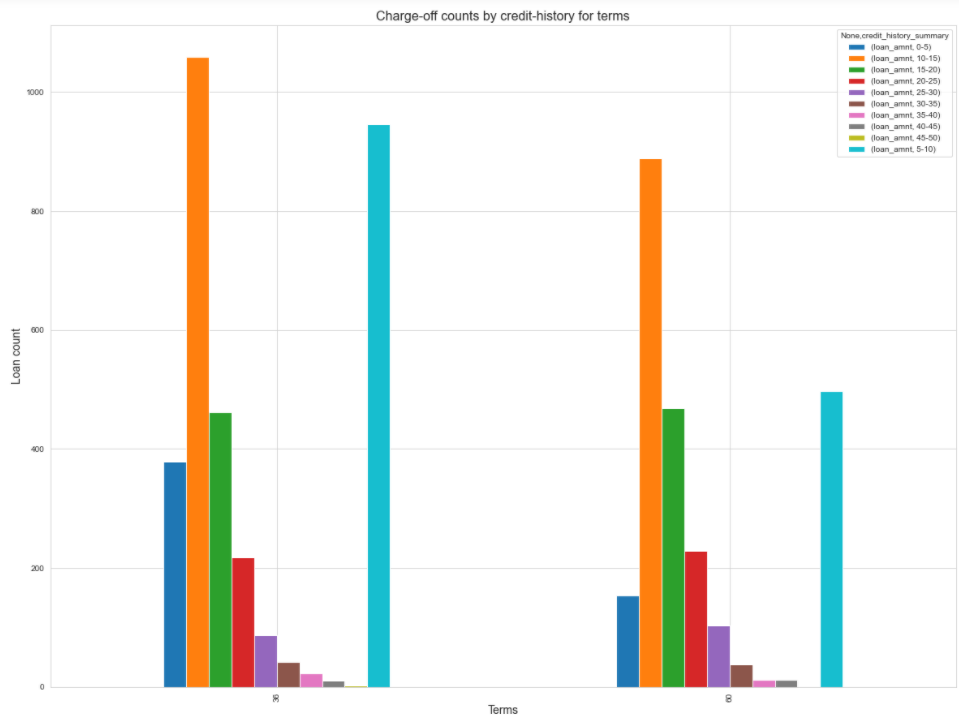 Charge-off counts by credit-history for terms
None,credit_history_summary
(loan_amnt, 0-5)
(loan_amnt, 10-15)
(loan_amnt, 15-20)
(loan_amnt, 20-25)
(loan_amnt, 25-30)
(loan_amnt, 30-35)
(loan_amnt, 35-40)
(loan_amnt, 40-45)
(loan_amnt, 45-50)
(loan_amnt, 5-10)
Loan count
1000
800
600
400
200
0
36
60
Terms